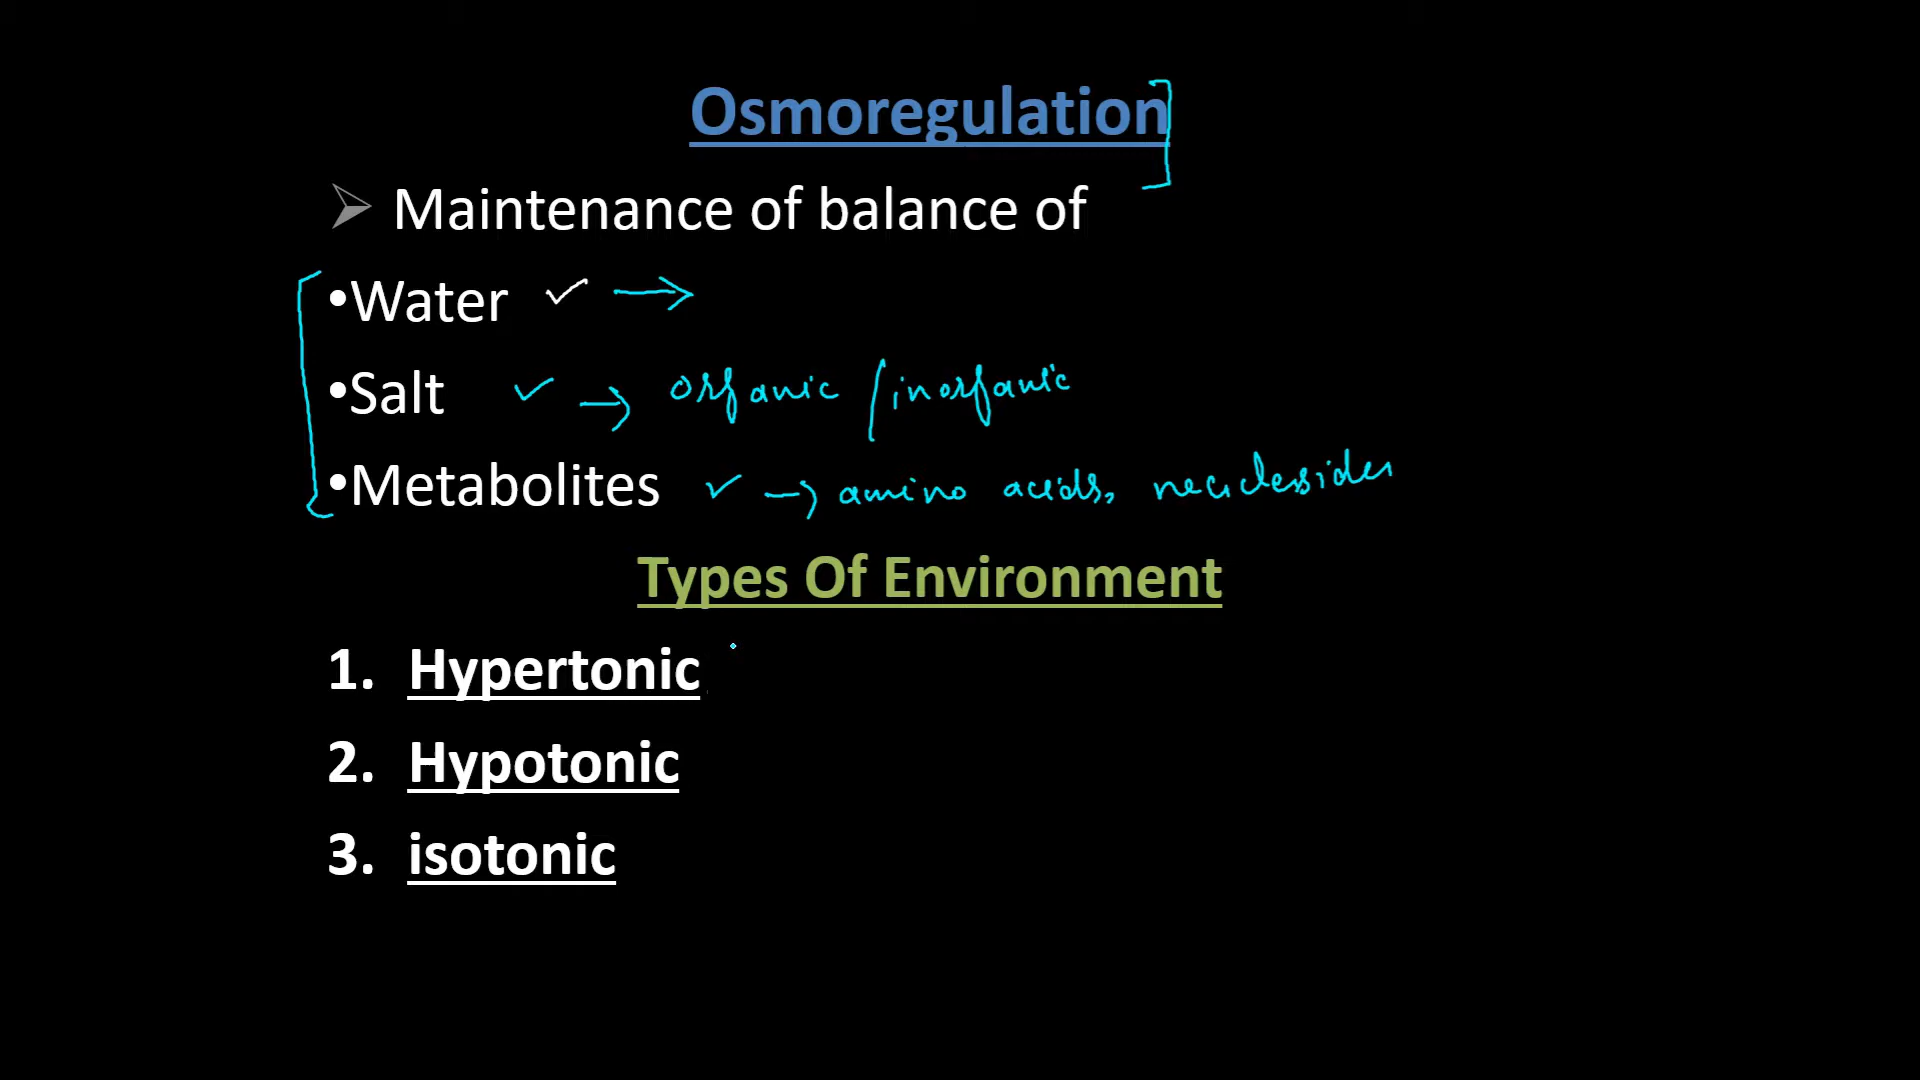 Osmoregulation
Maintenance of balance of
•Water
•Salt organic / inorganic
•Metabolites amino acids,
Types Of Environment
1. Hypertonic
2. Hypotonic
3. isotonic